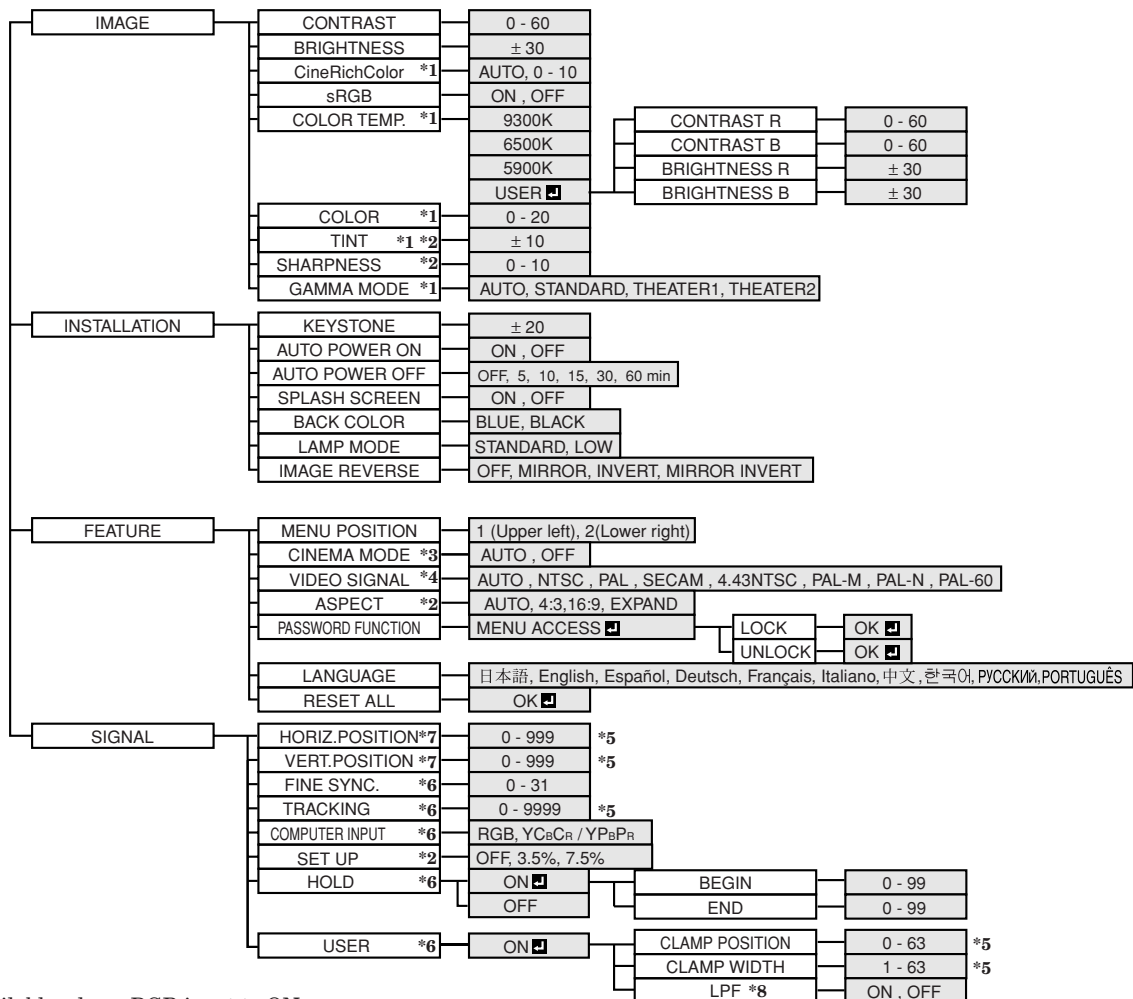 IMAGE CONTRAST 0 - 60
BRIGHTNESS ± 30
CineRichColor *1 AUTO, 0 - 10
sRGB ON , OFF
COLOR TEMP. *1 9300K CONTRAST R 0 - 60
6500K CONTRAST B 0 - 60
5900K BRIGHTNESS R ± 30
USER BRIGHTNESS B ± 30
COLOR *1 0 - 20
TINT *1 *2 ± 10
SHARPNESS *2 0 - 10
GAMMA MODE *1 AUTO, STANDARD, THEATER1, THEATER2
INSTALLATION KEYSTONE ± 20
AUTO POWER ON ON , OFF
AUTO POWER OFF OFF, 5, 10, 15, 30, 60 min
SPLASH SCREEN ON , OFF
BACK COLOR BLUE, BLACK
LAMP MODE STANDARD, LOW
IMAGE REVERSE OFF, MIRROR, INVERT, MIRROR INVERT
FEATURE MENU POSITION 1 (Upper left), 2(Lower right)
CINEMA MODE *3 AUTO , OFF
VIDEO SIGNAL *4 AUTO , NTSC , PAL , SECAM , 4.43NTSC , PAL-M , PAL-N , PAL-60
ASPECT *2 AUTO, 4:3,16:9, EXPAND
PASSWORD FUNCTION MENU ACCESS LOCK OK
UNLOCK OK
LANGUAGE 日本語, English, Español, Deutsch, Français, Italiano, 中文 ,한국어, РУССКИЙ,PORTUGUÊS
RESET ALL OK
SIGNAL HORIZ.POSITION*7 0 - 999 *5
VERT.POSITION *7 0 - 999 *5
FINE SYNC. *6 0 - 31
TRACKING *6 0 - 9999 *5
COMPUTER INPUT *6 RGB, YCBCR / YPBPR
SET UP *2 OFF, 3.5%, 7.5%
HOLD *6 ON BEGIN 0 - 99
OFF END 0 - 99
USER *6 ON CLAMP POSITION 0 - 63 *5
CLAMP WIDTH 1 - 63 *5
LPF *8 ON , OFF